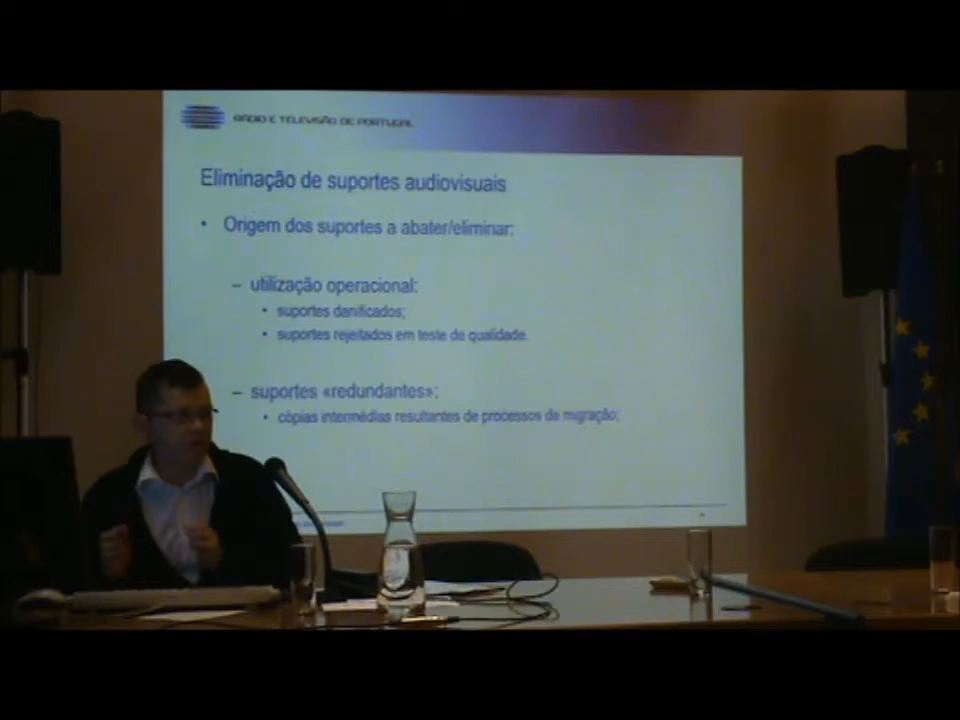 RÁDIO E TELEVISÃO DE PORTUGAL
Eliminação de suportes audiovisuais
• Origem dos suportes a abater/eliminar:
– utilização operacional:
• suportes danificados;
• suportes rejeitados em teste de qualidade.
– suportes «redundantes»:
• cópias intermédias resultantes de processos de migração;